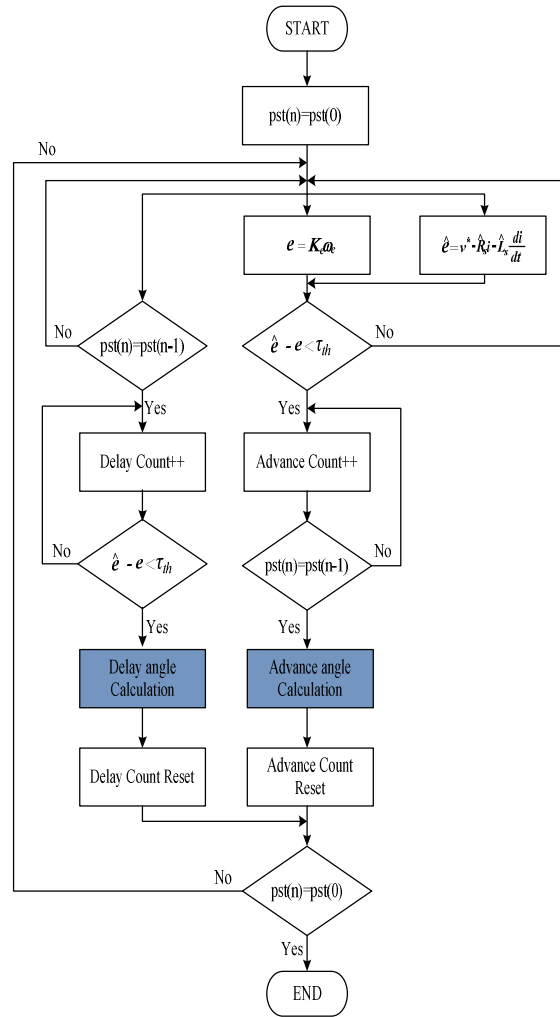 START
pst(n)=pst(0)
No
e = Kₑωₑ
ê = v* - R̂ₛi - L̂ₛ di/dt
No
pst(n)=pst(n-1)
ê - e < τth
No
Yes
Yes
Delay Count++
Advance Count++
No
ê - e < τth
pst(n)=pst(n-1)
No
Yes
Yes
Delay angle
Calculation
Advance angle
Calculation
Delay Count Reset
Advance Count
Reset
No
pst(n)=pst(0)
Yes
END